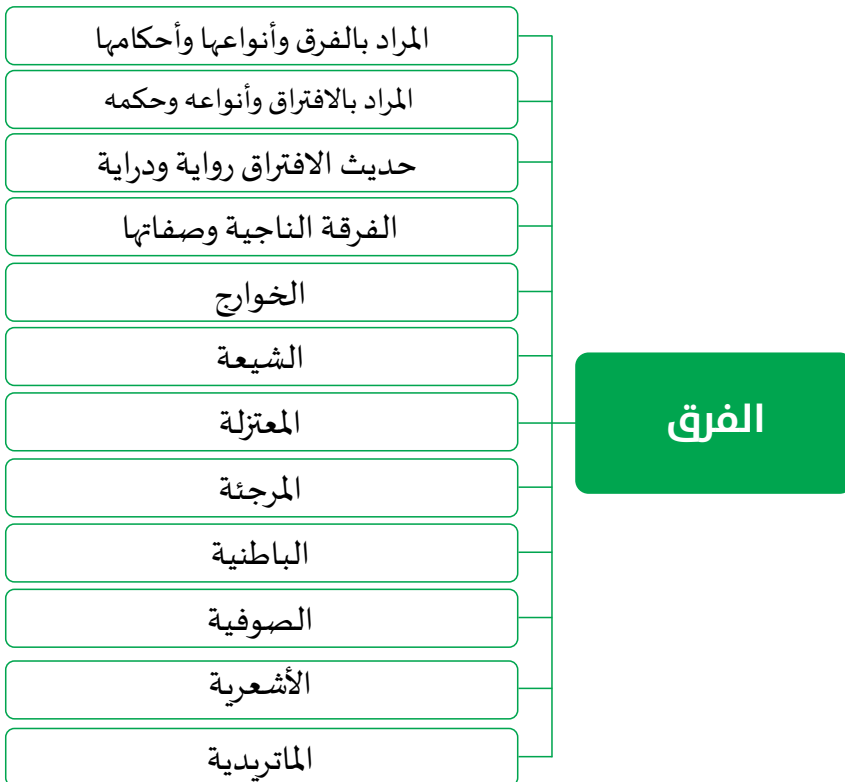 الفرق
المراد بالفرق وأنواعها وأحكامها
المراد بالافتراق وأنواعه وحكمه
حديث الافتراق رواية ودراية
الفرقة الناجية وصفاتها
الخوارج
الشيعة
المعتزلة
المرجئة
الباطنية
الصوفية
الأشعرية
الماتريدية